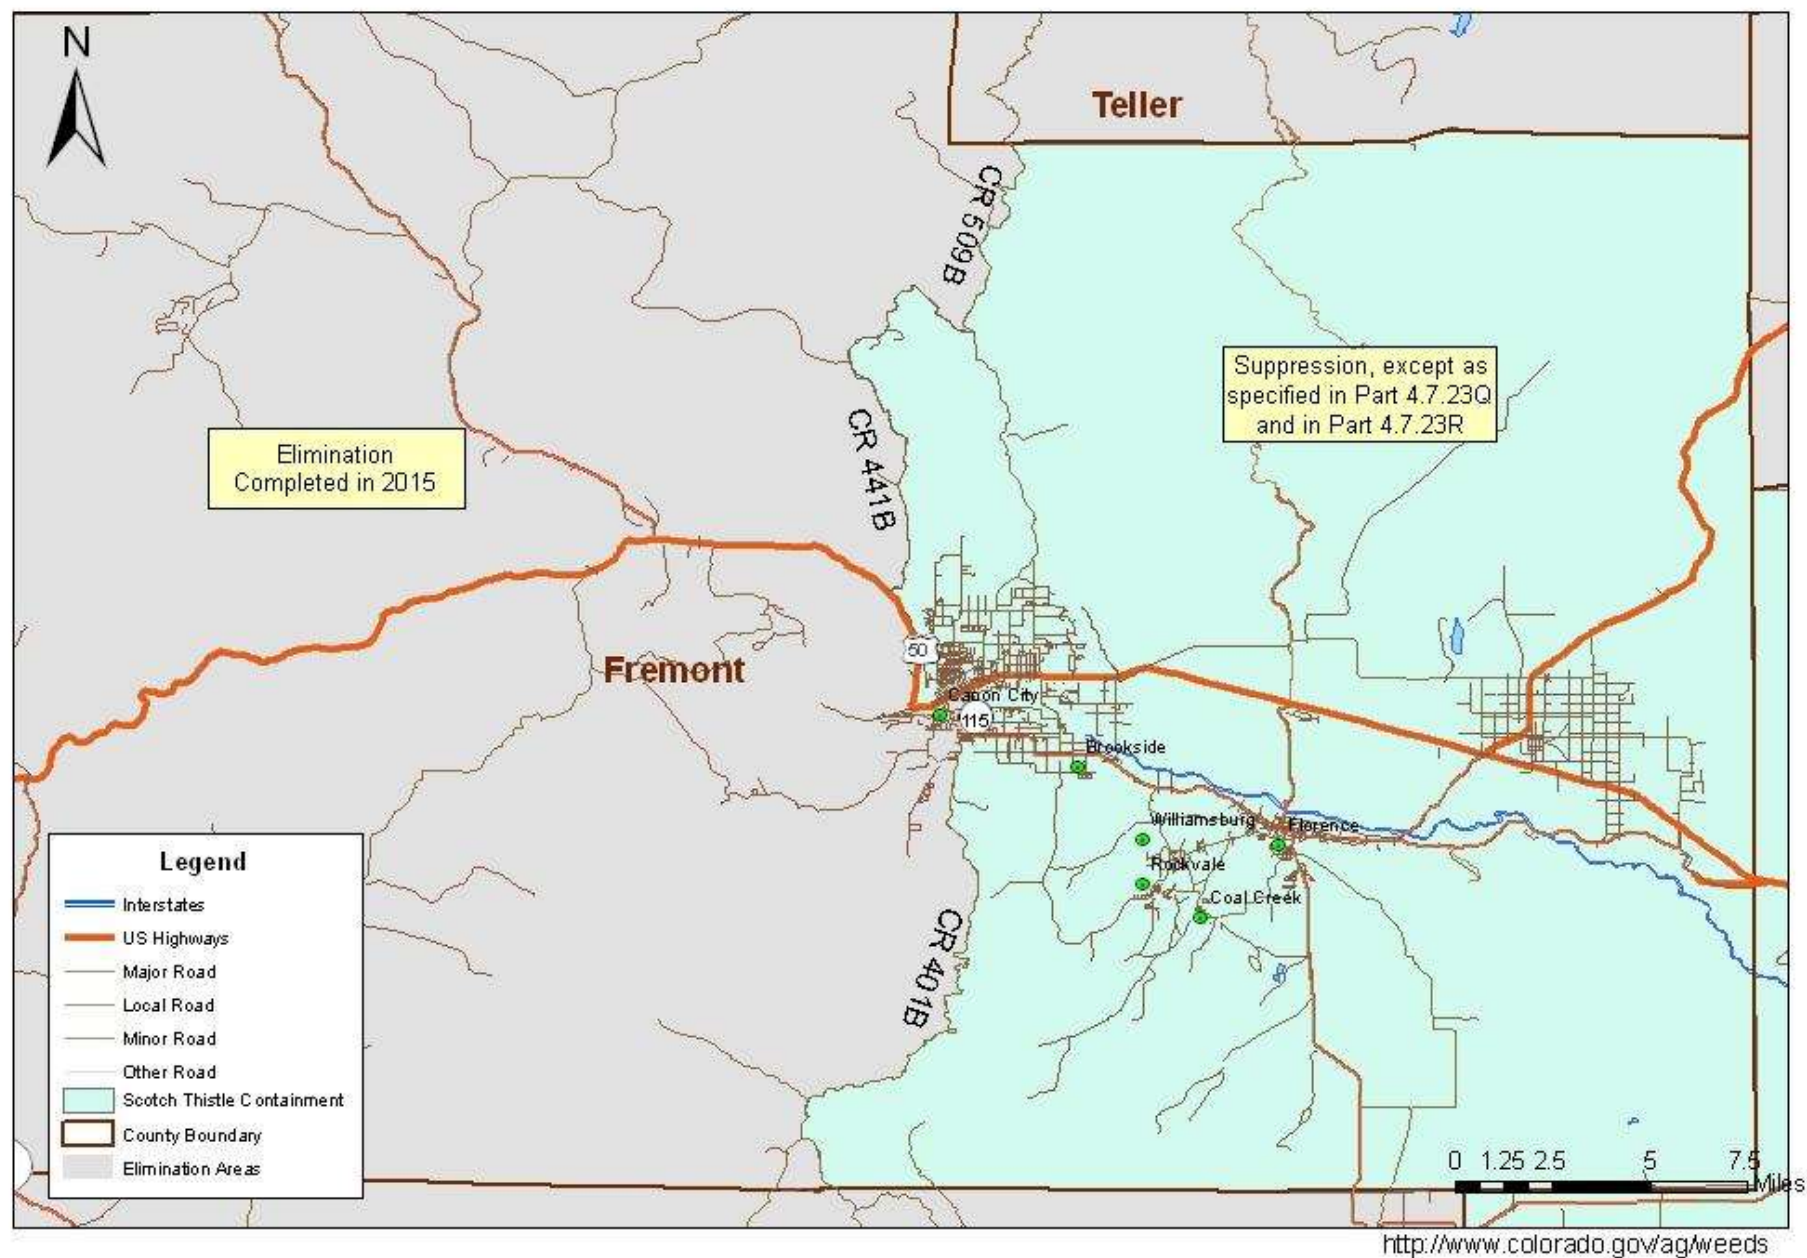 N
Teller
CR 509B
Suppression, except as
specified in Part 4.7.23Q
and in Part 4.7.23R
CR 441B
Elimination
Completed in 2015
Fremont
50
Canon City
115
Brookside
Williamsburg
Florence
Rockvale
Coal Creek
CR 401B
Legend
Interstates
US Highways
Major Road
Local Road
Minor Road
Other Road
Scotch Thistle Containment
County Boundary
Elimination Areas
0 1.25 2.5 5 7.5
Miles
http://www.colorado.gov/ag/weeds